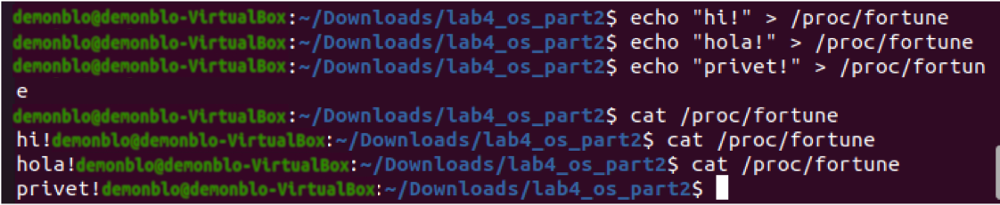 demonblo@demonblo-VirtualBox:~/Downloads/lab4_os_part2$ echo "hi!" > /proc/fortune
demonblo@demonblo-VirtualBox:~/Downloads/lab4_os_part2$ echo "hola!" > /proc/fortune
demonblo@demonblo-VirtualBox:~/Downloads/lab4_os_part2$ echo "privet!" > /proc/fortun
e
demonblo@demonblo-VirtualBox:~/Downloads/lab4_os_part2$ cat /proc/fortune
hi!demonblo@demonblo-VirtualBox:~/Downloads/lab4_os_part2$ cat /proc/fortune
hola!demonblo@demonblo-VirtualBox:~/Downloads/lab4_os_part2$ cat /proc/fortune
privet!demonblo@demonblo-VirtualBox:~/Downloads/lab4_os_part2$